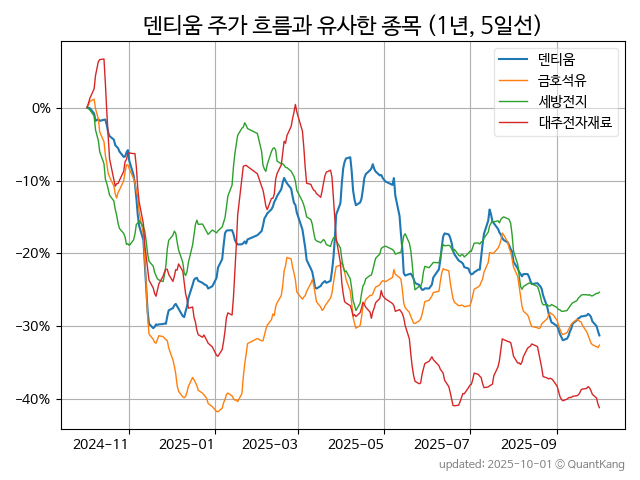 덴티움 주가 흐름과 유사한 종목 (1년, 5일선)
덴티움
금호석유
세방전지
대주전자재료
0%
−10%
−20%
−30%
−40%
2024-11
2025-01
2025-03
2025-05
2025-07
2025-09
updated: 2025-10-01 © QuantKang